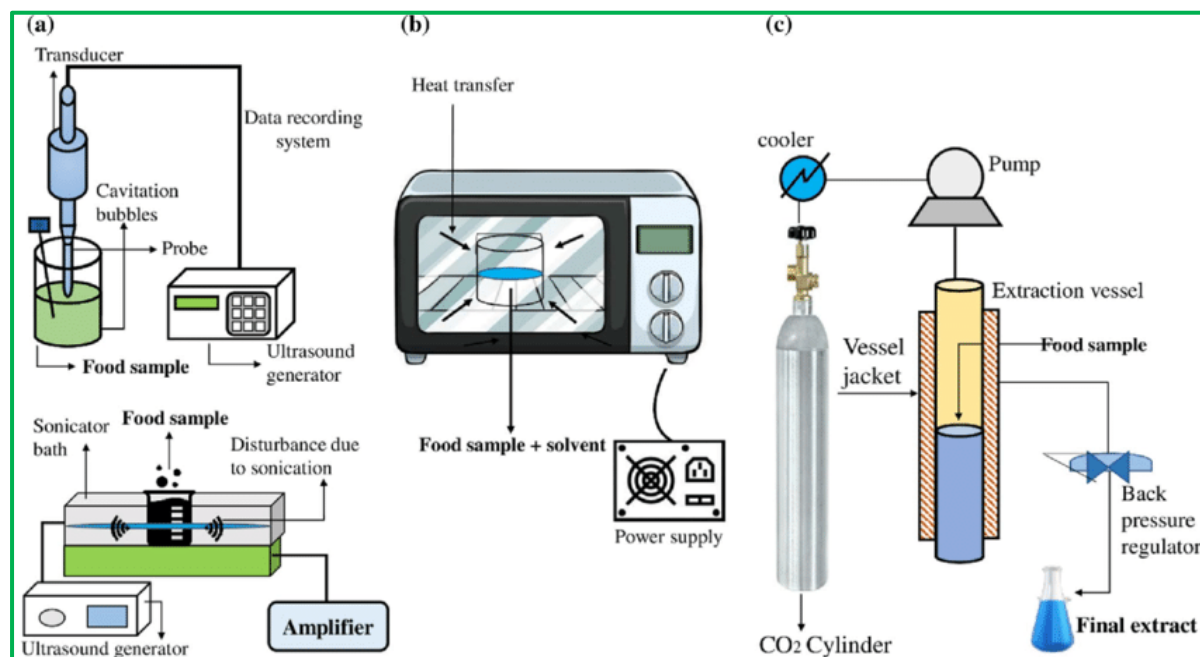 (a)
Transducer
Data recording
system
Cavitation
bubbles
Probe
Food sample
Ultrasound
generator
Sonicator
bath
Food sample
Disturbance due
to sonication
Ultrasound generator
Amplifier
(b)
Heat transfer
Food sample + solvent
Power supply
(c)
cooler
Pump
Extraction vessel
Food sample
Vessel
jacket
Back
pressure
regulator
Final extract
CO2 Cylinder